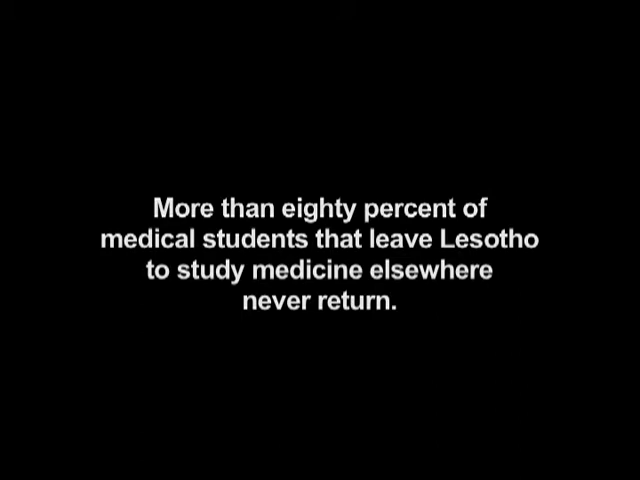 More than eighty percent of
medical students that leave Lesotho
to study medicine elsewhere
never return.